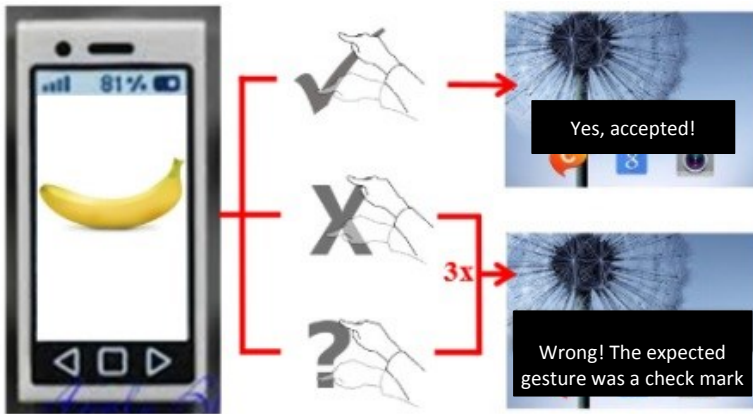 81%
Yes, accepted!
X
3x
?
Wrong! The expected
gesture was a check mark